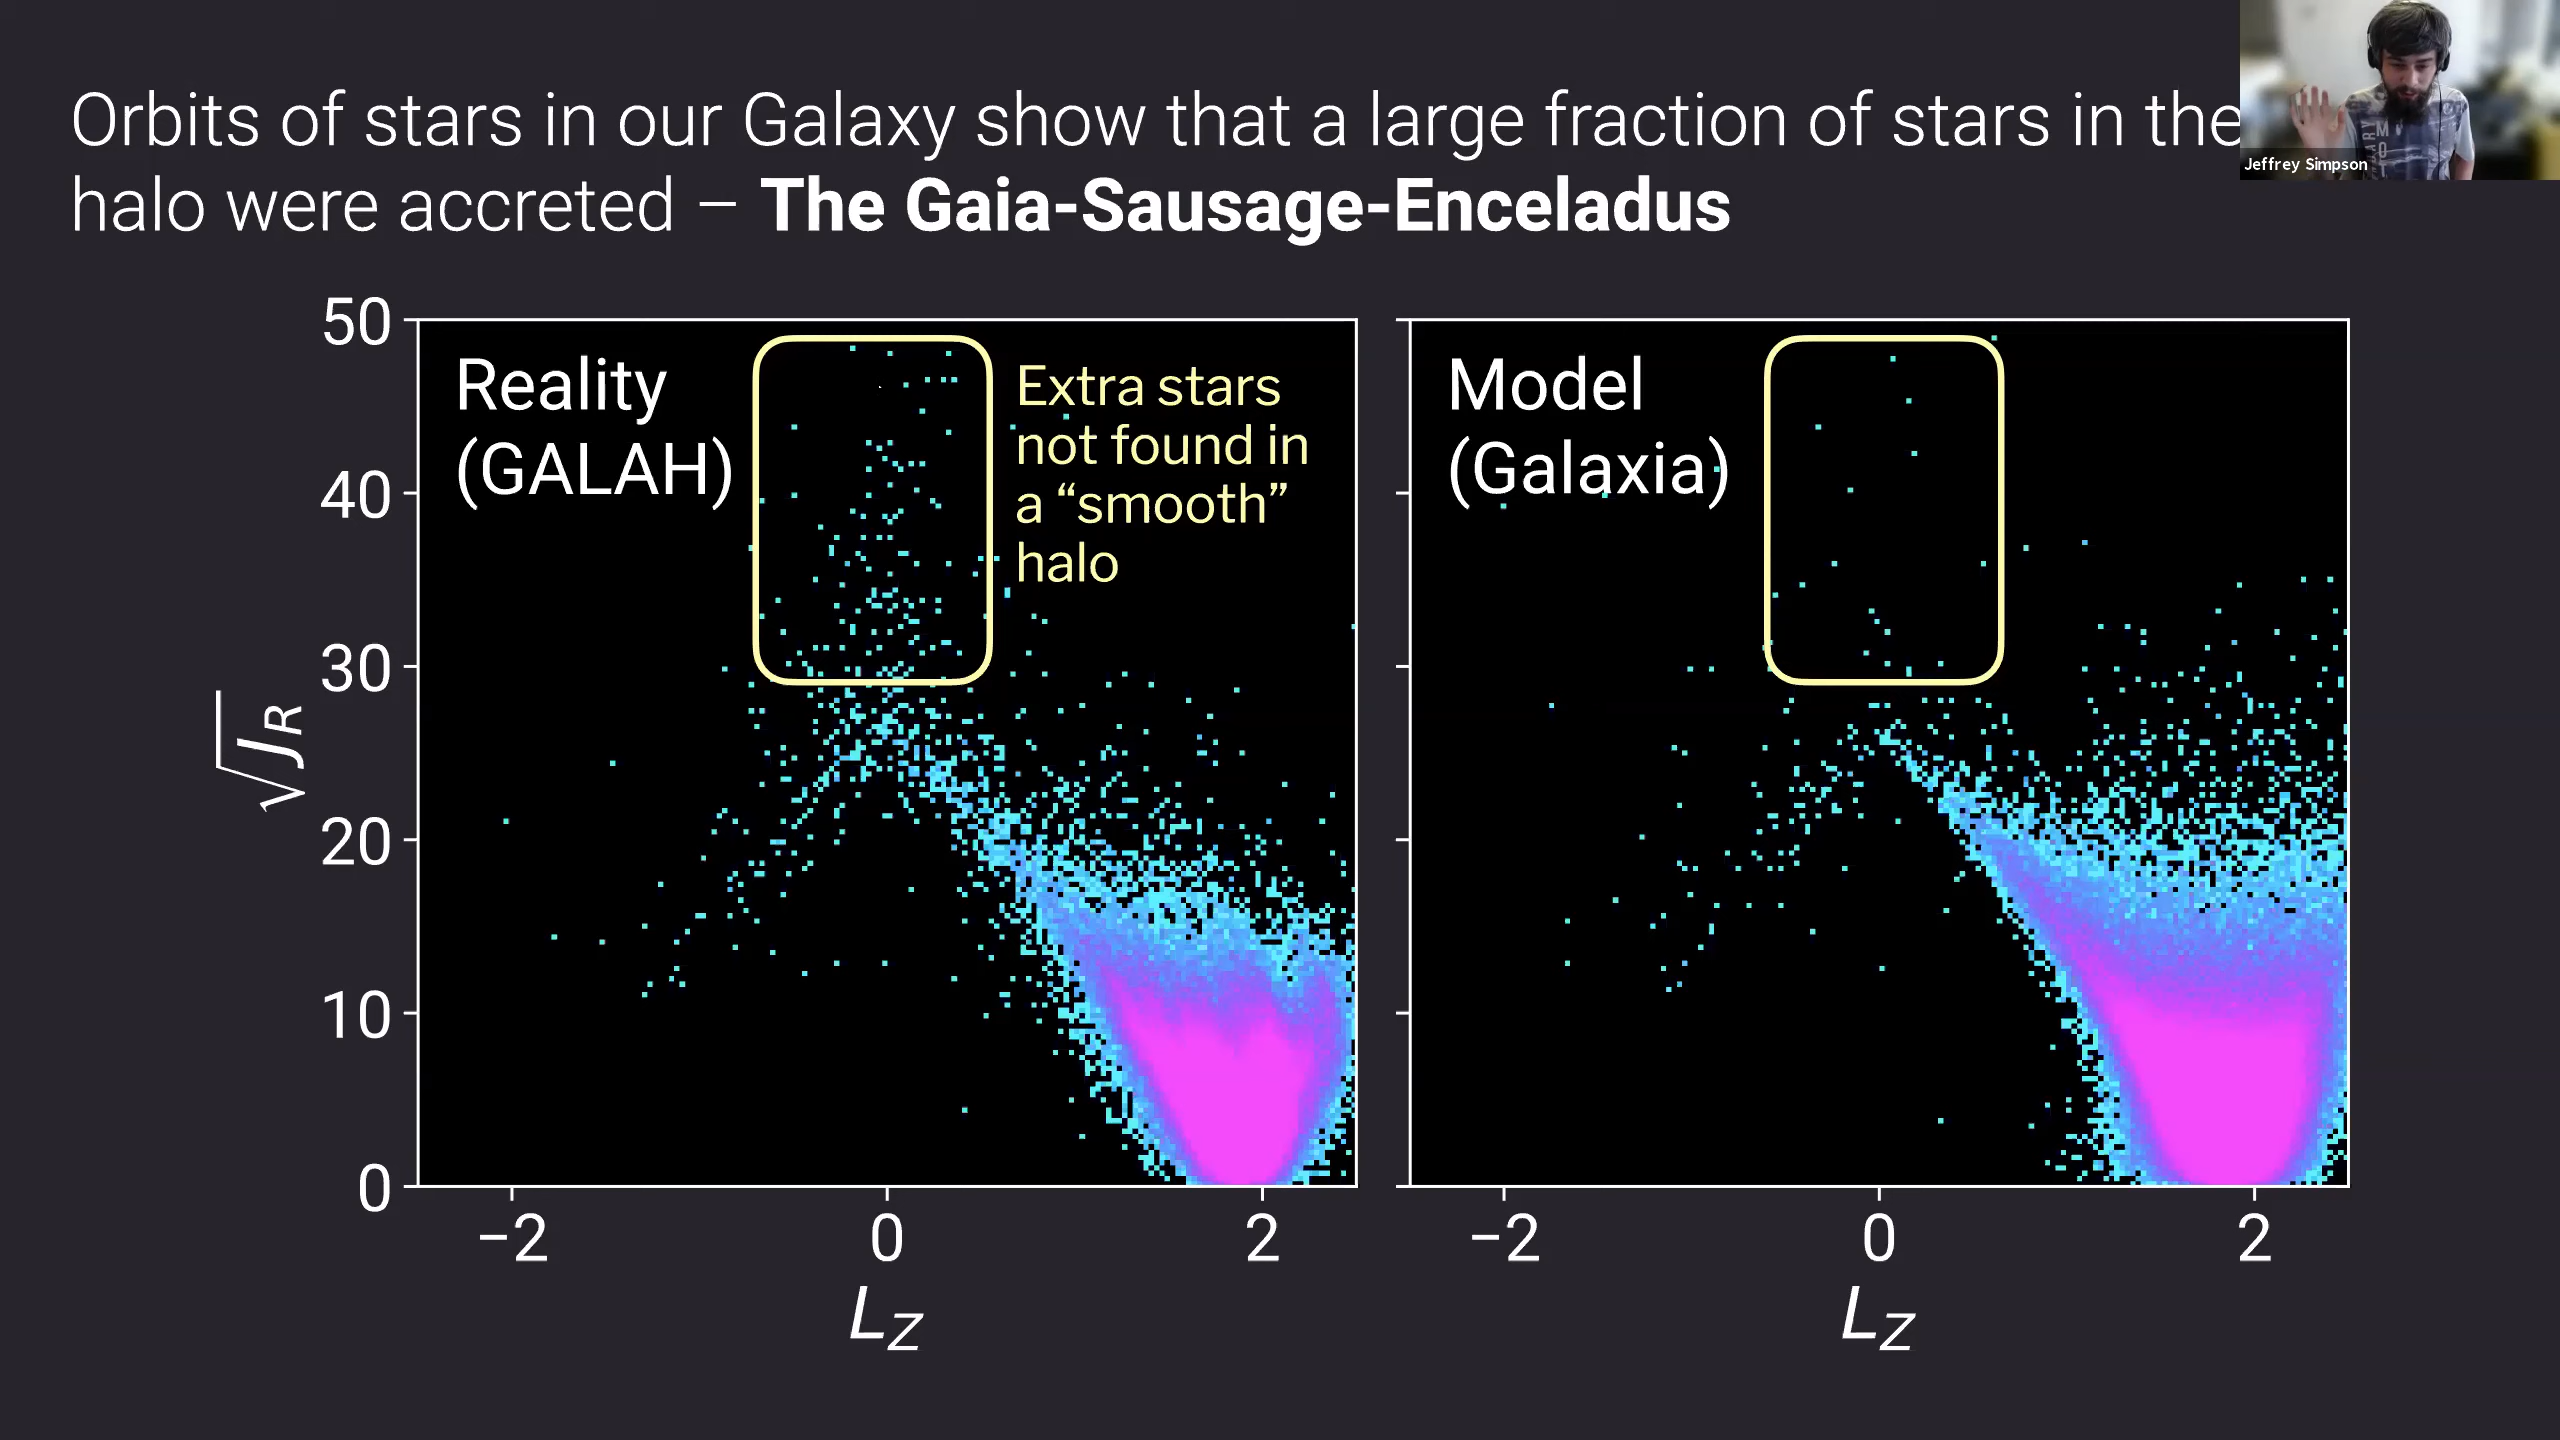 Orbits of stars in our Galaxy show that a large fraction of stars in the
halo were accreted – The Gaia-Sausage-Enceladus
Jeffrey Simpson
Reality
(GALAH)
Extra stars
not found in
a “smooth”
halo
Model
(Galaxia)
50
40
30
20
10
0
√J_R
−2 0 2
L_Z
−2 0 2
L_Z